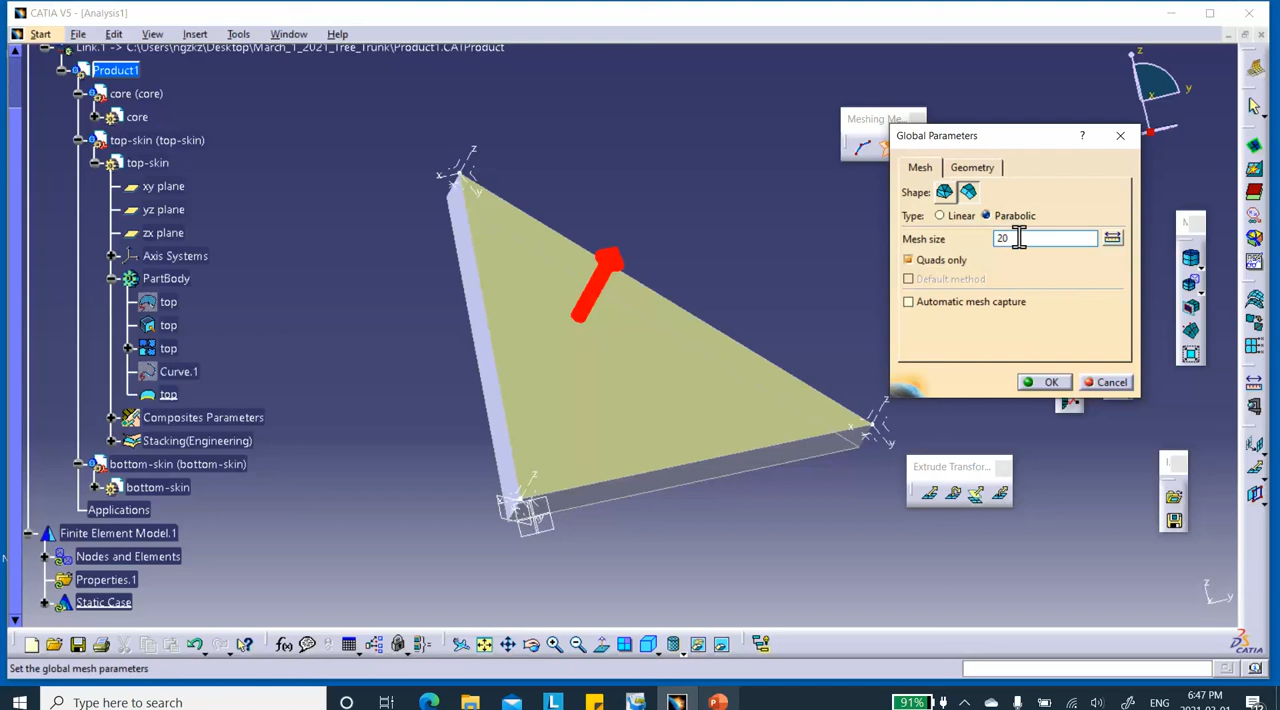 CATIA V5 - [Analysis1]
Start File Edit View Insert Tools Window Help
Link.1 -> C:\Users\ngzkz\Desktop\March_1_2021_Tree_Trunk\Product1.CATProduct
Product1
core (core)
core
top-skin (top-skin)
top-skin
xy plane
yz plane
zx plane
Axis Systems
PartBody
top
top
top
Curve.1
top
Composites Parameters
Stacking(Engineering)
bottom-skin (bottom-skin)
bottom-skin
Applications
Finite Element Model.1
Nodes and Elements
Properties.1
Static Case
z
x
y
z
z
x
y
z
y
x
Meshing Me...
Global Parameters ?
Mesh Geometry
Shape:
Type: Linear Parabolic
Mesh size 20
Quads only
Default method
Automatic mesh capture
OK Cancel
M
Extrude Transfor...
I..
z
y
CATIA
Set the global mesh parameters
Type here to search
91%
ENG
6:47 PM
2021-03-01